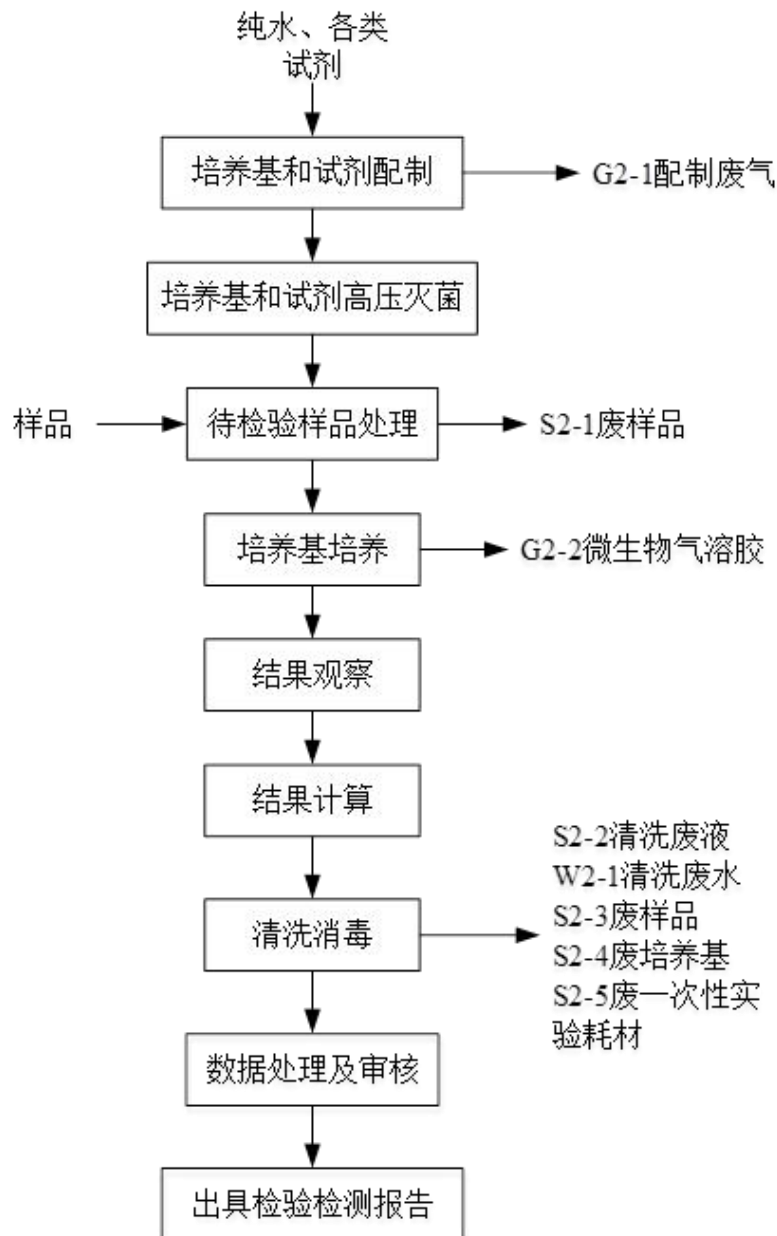 纯水、各类
试剂
培养基和试剂配制
G2-1配制废气
培养基和试剂高压灭菌
样品
待检验样品处理
S2-1废样品
培养基培养
G2-2微生物气溶胶
结果观察
结果计算
清洗消毒
S2-2清洗废液
W2-1清洗废水
S2-3废样品
S2-4废培养基
S2-5废一次性实
验耗材
数据处理及审核
出具检验检测报告